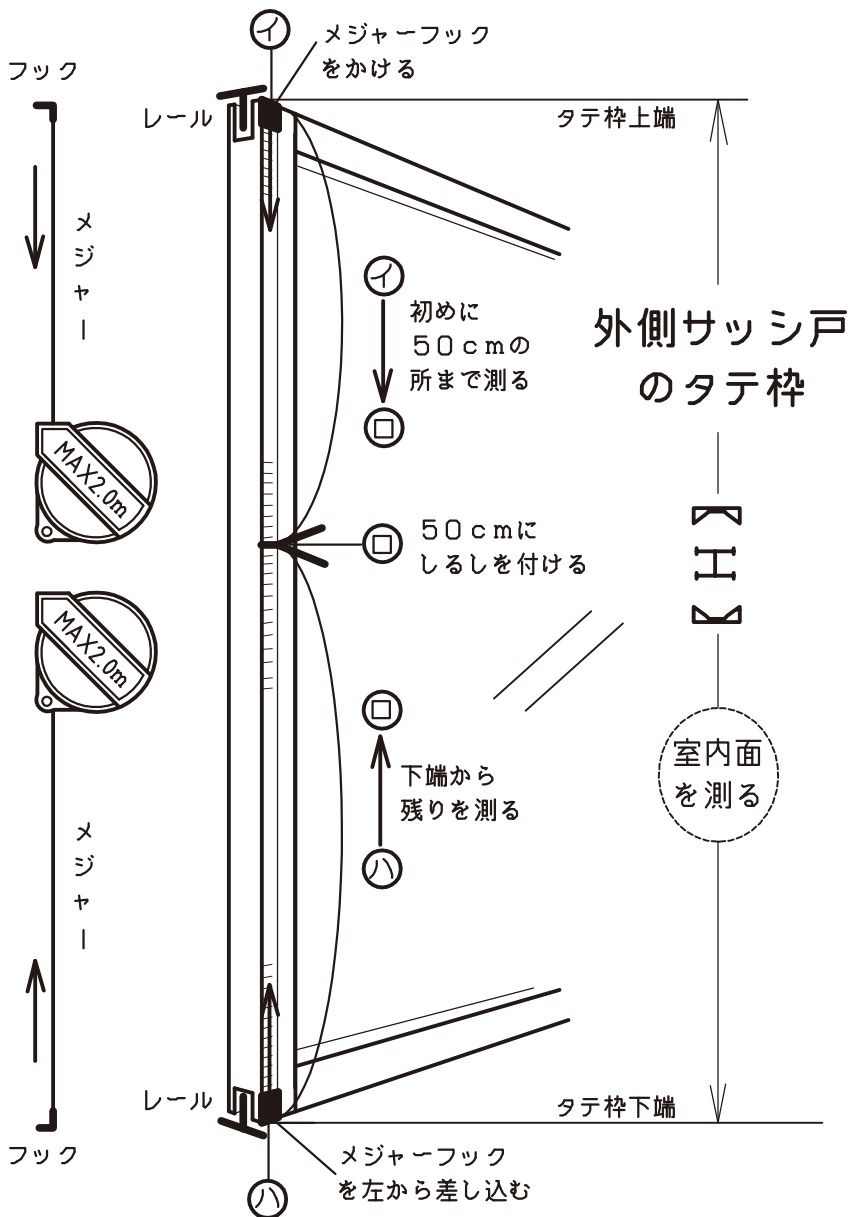 イ
メジャーフック
をかける
フック
レール
タテ枠上端
メジャー
イ
初めに
50cmの
所まで測る
ロ
外側サッシ戸
のタテ枠
MAX2.0m
ロ
50cmに
しるしを付ける
【H】
MAX2.0m
ロ
下端から
残りを測る
ハ
室内面
を測る
メジャー
レール
タテ枠下端
フック
メジャーフック
を左から差し込む
ハ